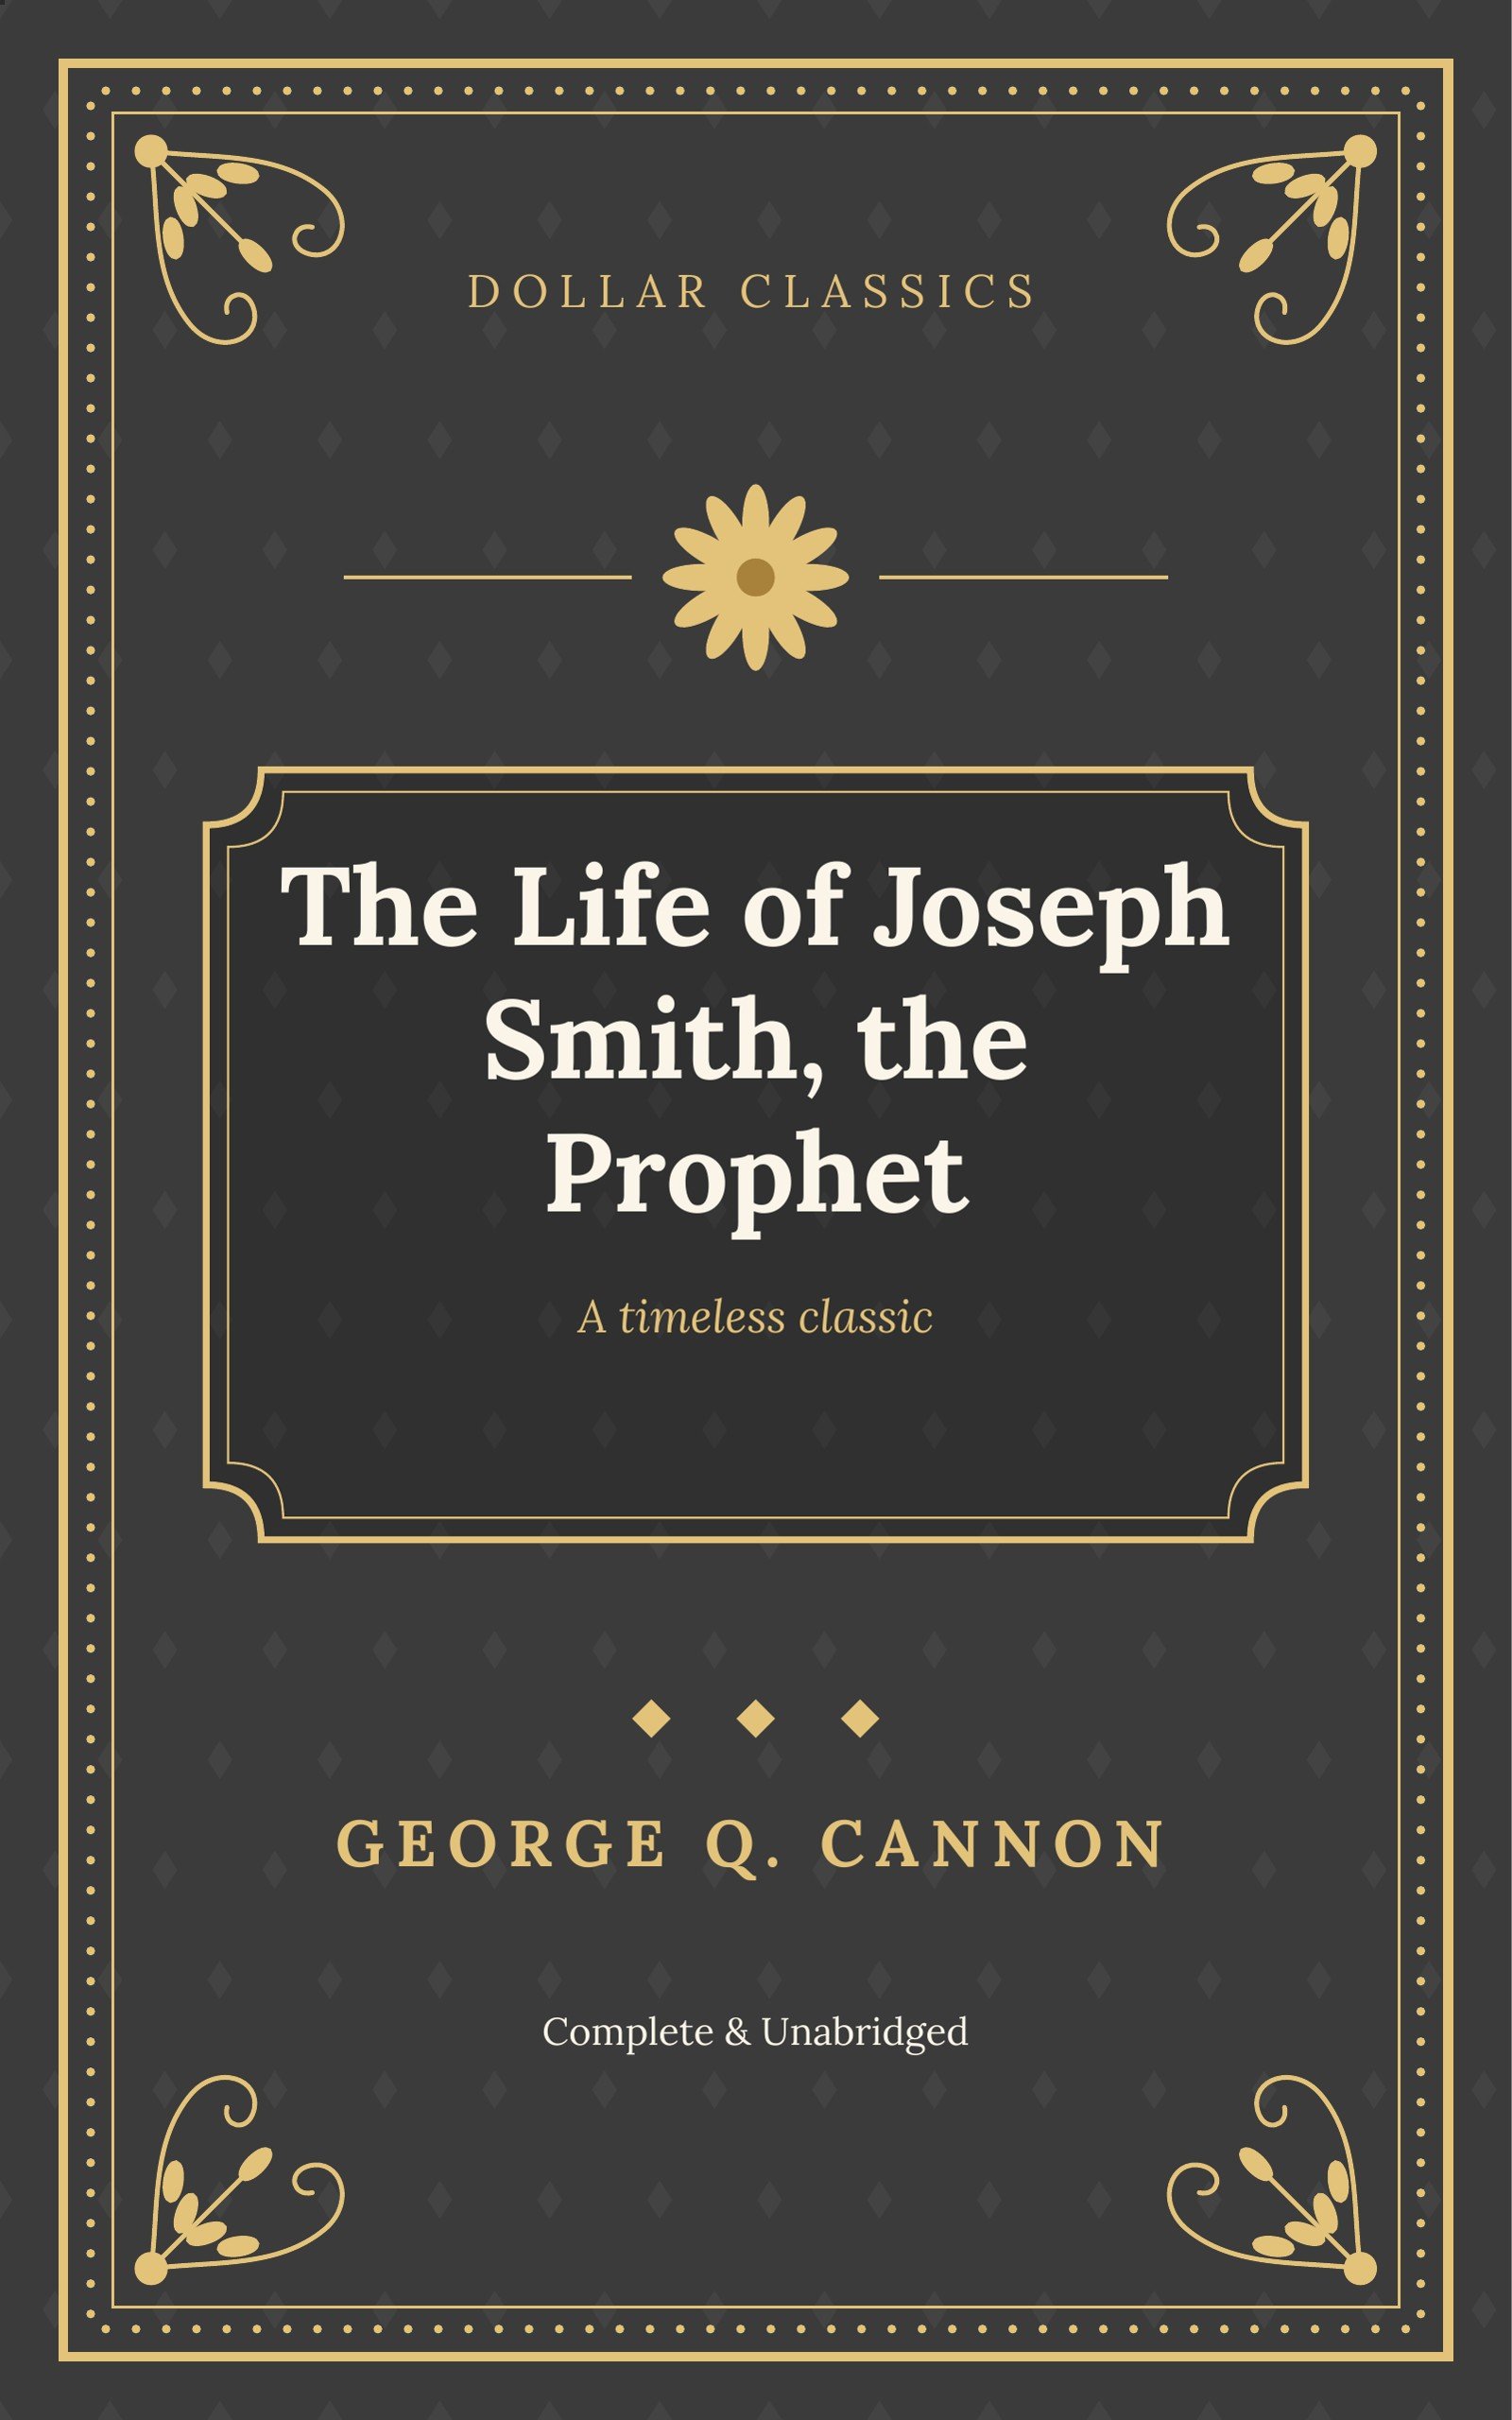 DOLLAR CLASSICS
The Life of Joseph
Smith, the
Prophet
A timeless classic
GEORGE Q. CANNON
Complete & Unabridged